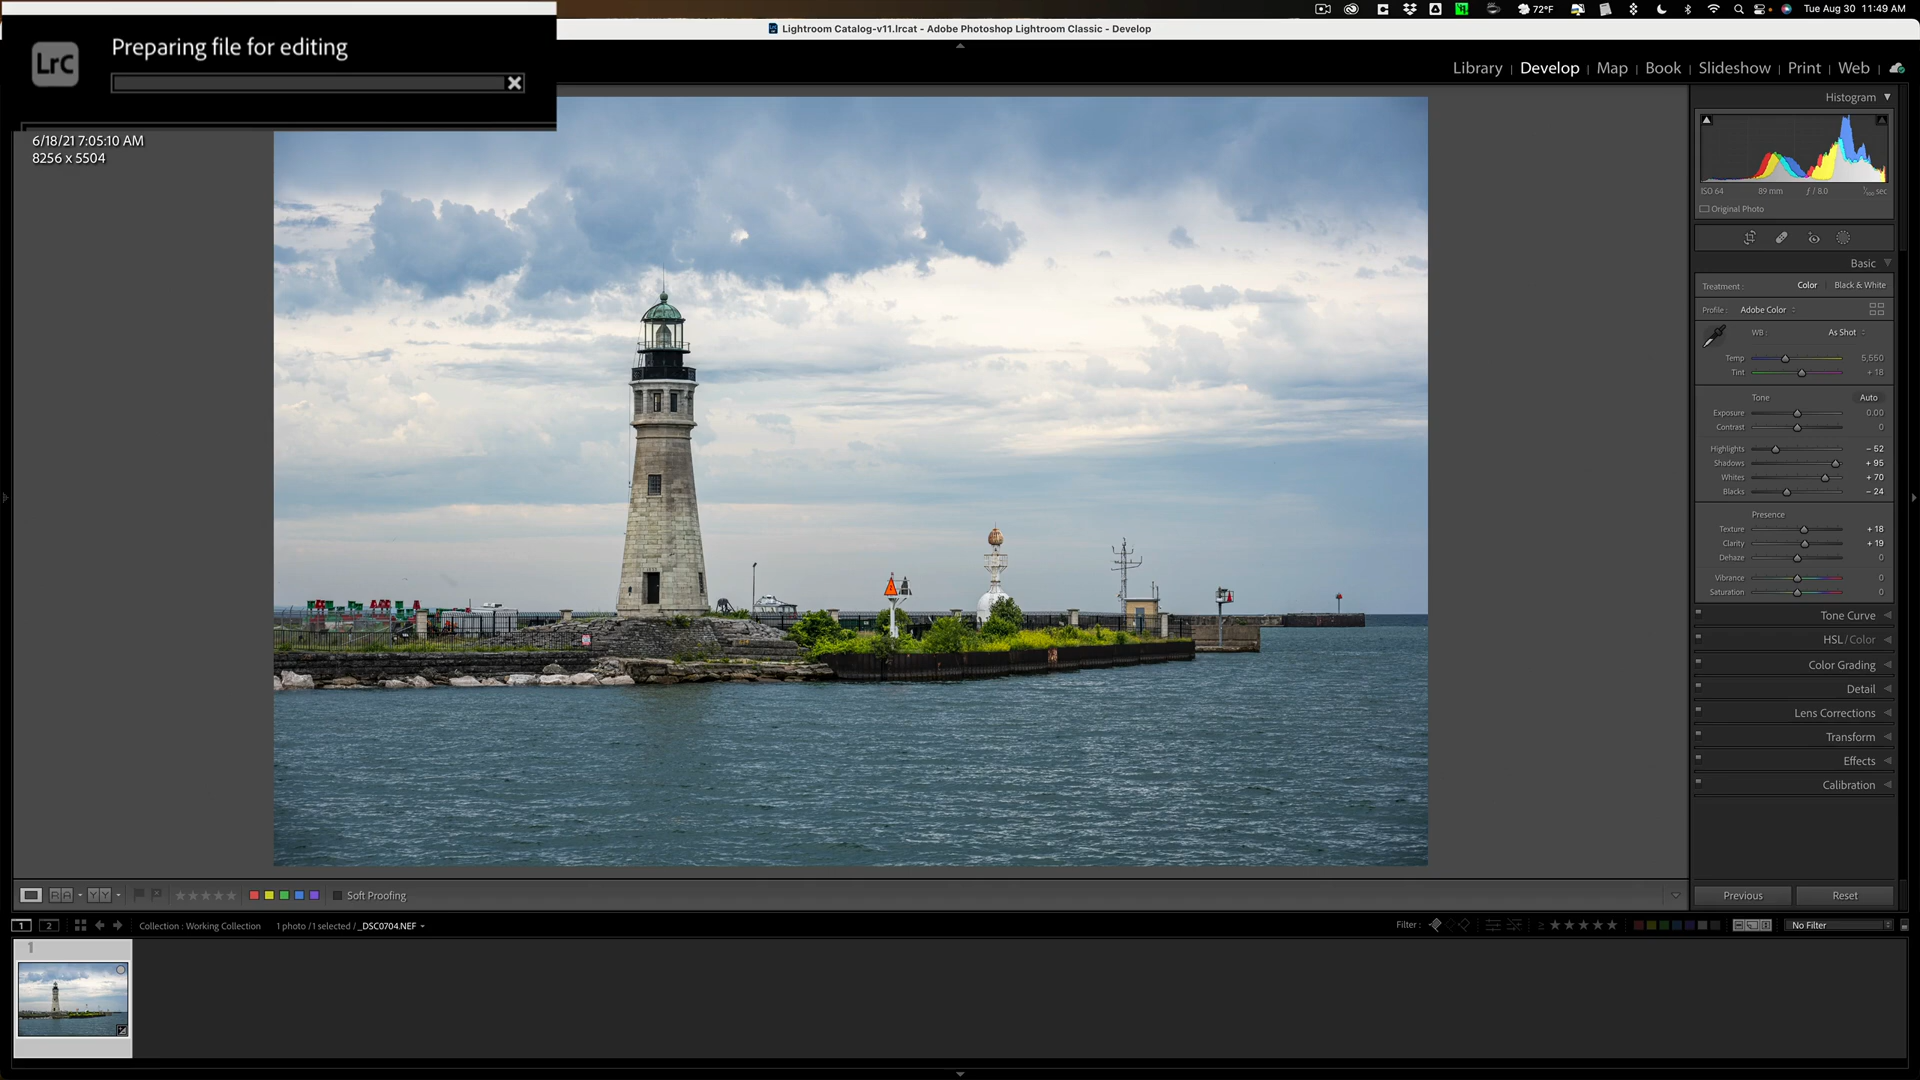 72°F
Tue Aug 30 11:49 AM
Lightroom Catalog-v11.lrcat - Adobe Photoshop Lightroom Classic - Develop
LrC
Preparing file for editing
Library | Develop | Map | Book | Slideshow | Print | Web
6/18/21 7:05:10 AM
8256 x 5504
Histogram
ISO 64 89 mm ƒ / 8.0 sec
Original Photo
Basic
Treatment : Color Black & White
Profile : Adobe Color
WB : As Shot
Temp 5,550
Tint + 18
Tone Auto
Exposure 0.00
Contrast 0
Highlights – 52
Shadows + 95
Whites + 70
Blacks – 24
Presence
Texture + 18
Clarity + 19
Dehaze 0
Vibrance 0
Saturation 0
Tone Curve
HSL / Color
Color Grading
Detail
Lens Corrections
Transform
Effects
Calibration
R A Y Y Soft Proofing
Previous Reset
1 2 Collection : Working Collection 1 photo / 1 selected / _DSC0704.NEF
Filter : No Filter
1